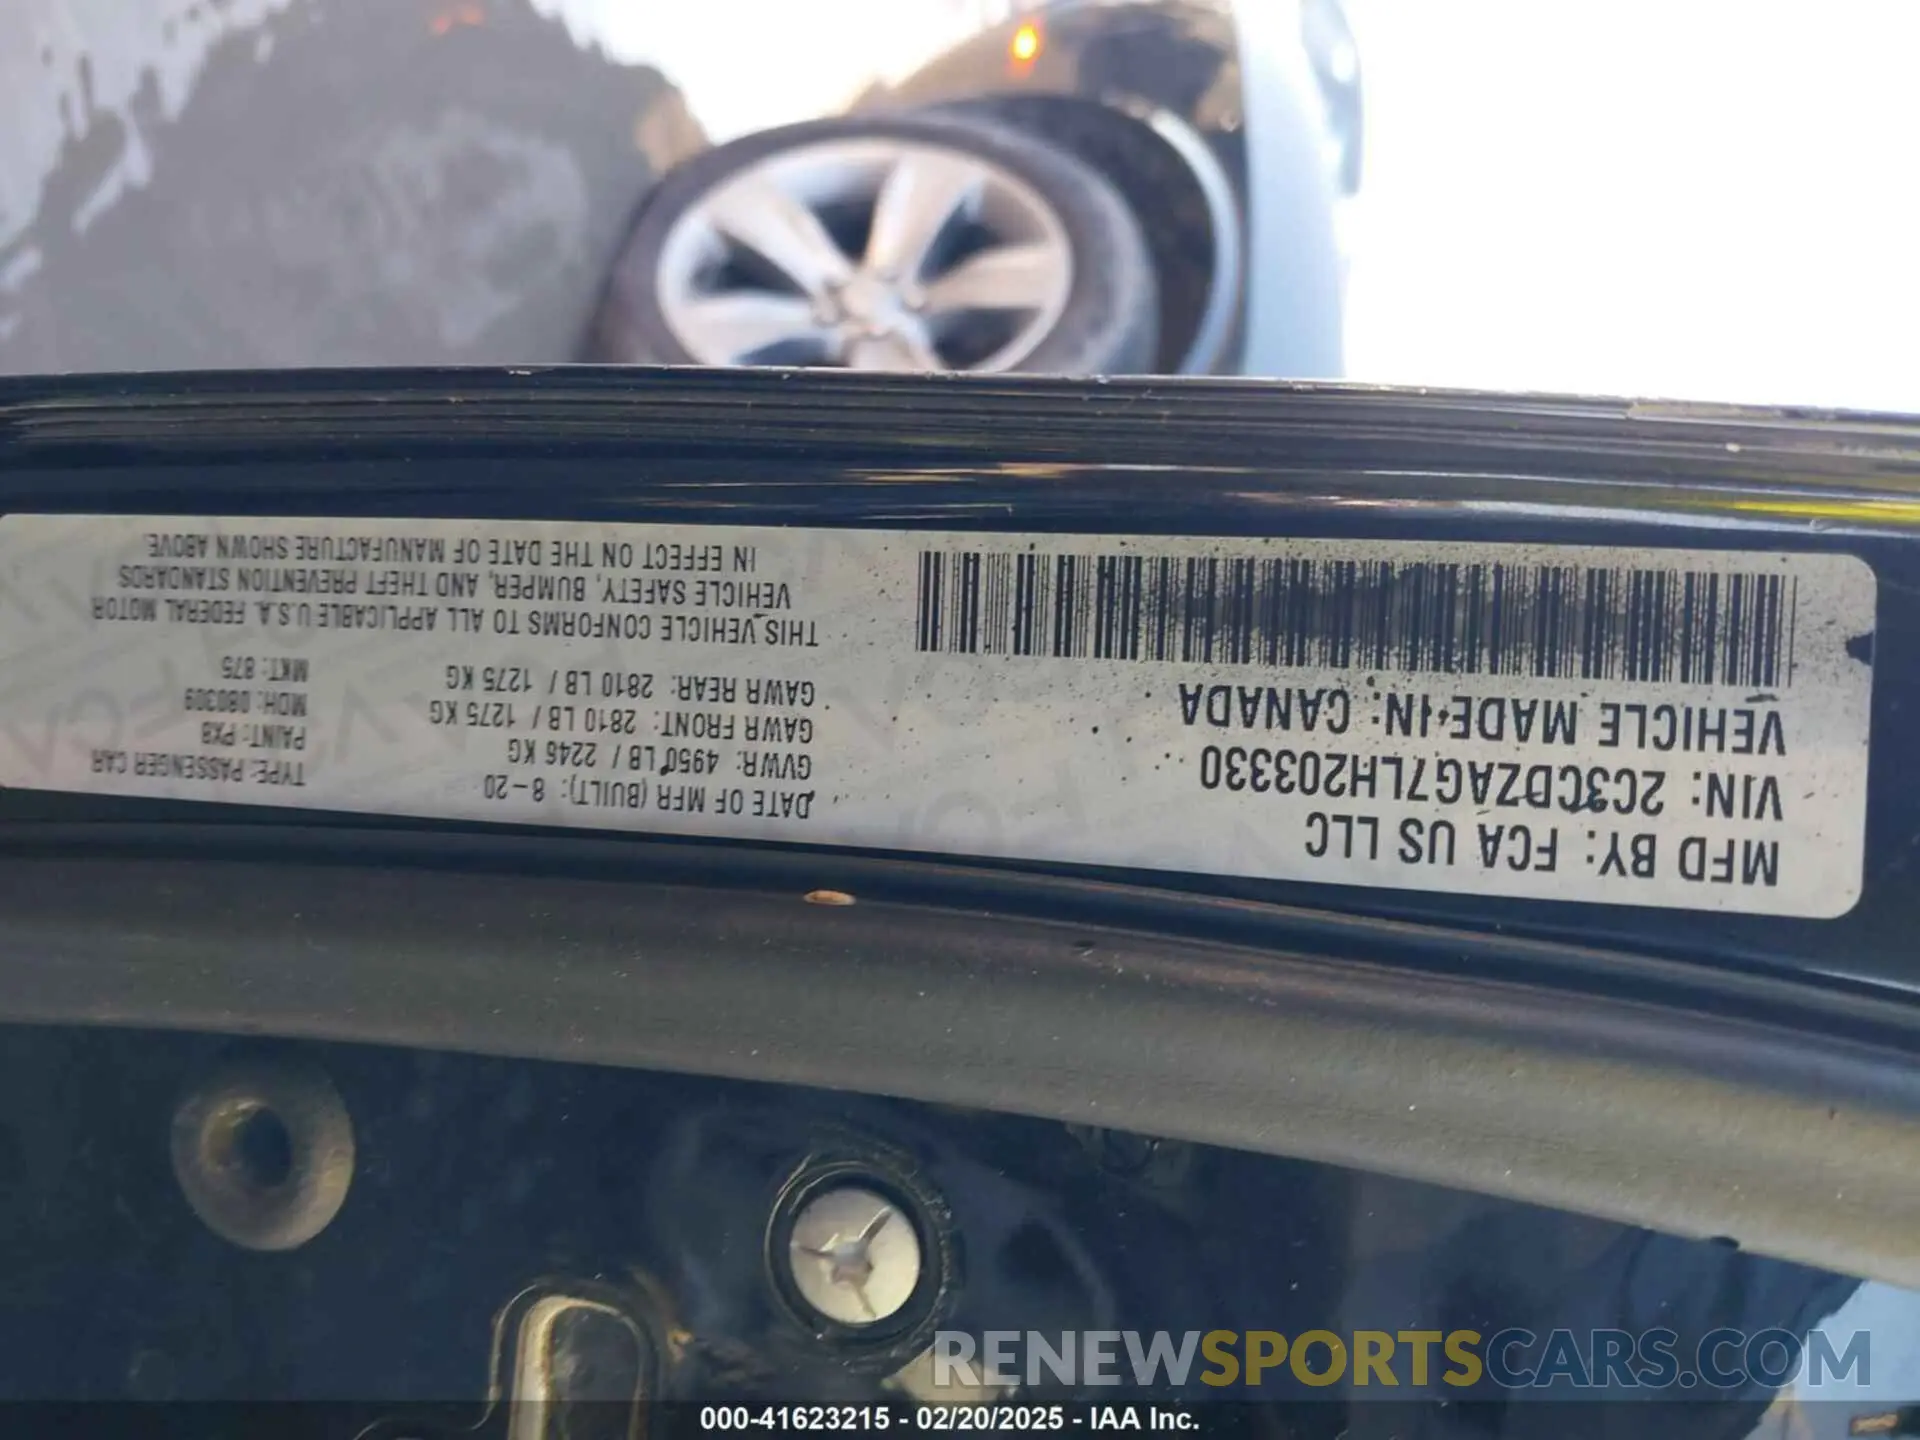 MFD BY: FCA US LLC
VIN: 2C3CDZAG7LH203330
VEHICLE MADE IN: CANADA
DATE OF MFR (BUILT): 8-20
GVWR: 4950 LB / 2246 KG
GAWR FRONT: 2810 LB / 1275 KG
GAWR REAR: 2810 LB / 1275 KG
TYPE: PASSENGER CAR
PAINT: PX8
MDH: 080309
MKT: 875
THIS VEHICLE CONFORMS TO ALL APPLICABLE U.S.A. FEDERAL MOTOR
VEHICLE SAFETY, BUMPER, AND THEFT PREVENTION STANDARDS
IN EFFECT ON THE DATE OF MANUFACTURE SHOWN ABOVE.
RENEWSPORTSCARS.COM
000-41623215 - 02/20/2025 - IAA Inc.